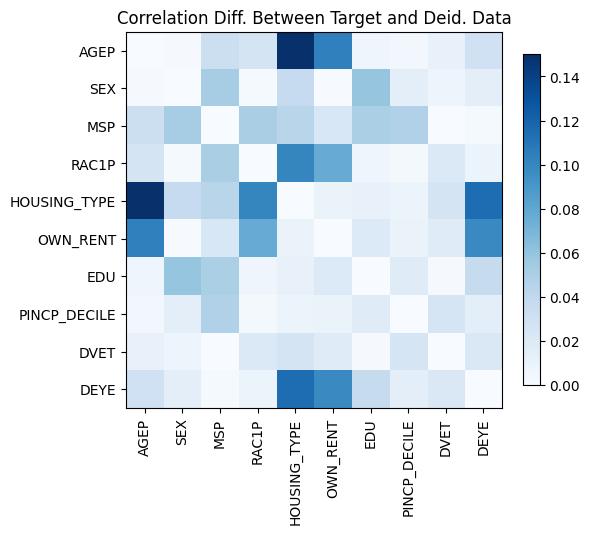 Correlation Diff. Between Target and Deid. Data
AGEP
SEX
MSP
RAC1P
HOUSING_TYPE
OWN_RENT
EDU
PINCP_DECILE
DVET
DEYE
AGEP
SEX
MSP
RAC1P
HOUSING_TYPE
OWN_RENT
EDU
PINCP_DECILE
DVET
DEYE
0.14
0.12
0.10
0.08
0.06
0.04
0.02
0.00